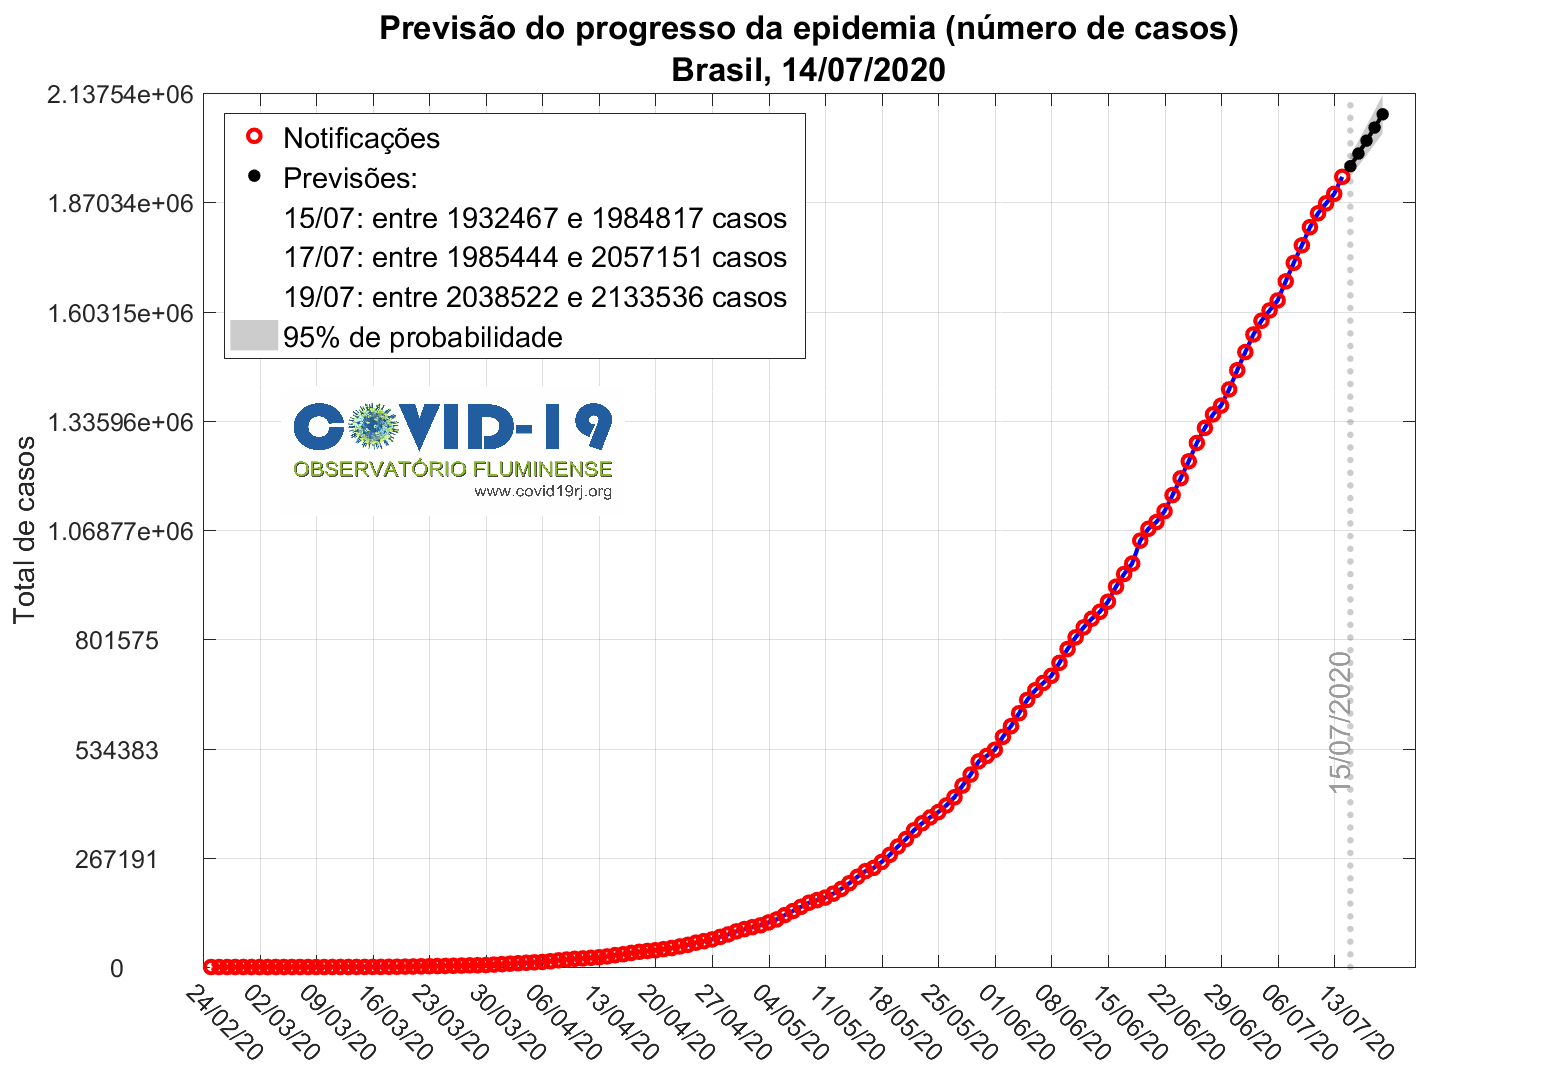 Previsão do progresso da epidemia (número de casos)
Brasil, 14/07/2020
2.13754e+06
1.87034e+06
1.60315e+06
1.33596e+06
1.06877e+06
801575
534383
267191
0
Total de casos
Notificações
Previsões:
15/07: entre 1932467 e 1984817 casos
17/07: entre 1985444 e 2057151 casos
19/07: entre 2038522 e 2133536 casos
95% de probabilidade
COVID-19
OBSERVATÓRIO FLUMINENSE
www.covid19rj.org
15/07/2020
24/02/20
02/03/20
09/03/20
16/03/20
23/03/20
30/03/20
06/04/20
13/04/20
20/04/20
27/04/20
04/05/20
11/05/20
18/05/20
25/05/20
01/06/20
08/06/20
15/06/20
22/06/20
29/06/20
06/07/20
13/07/20